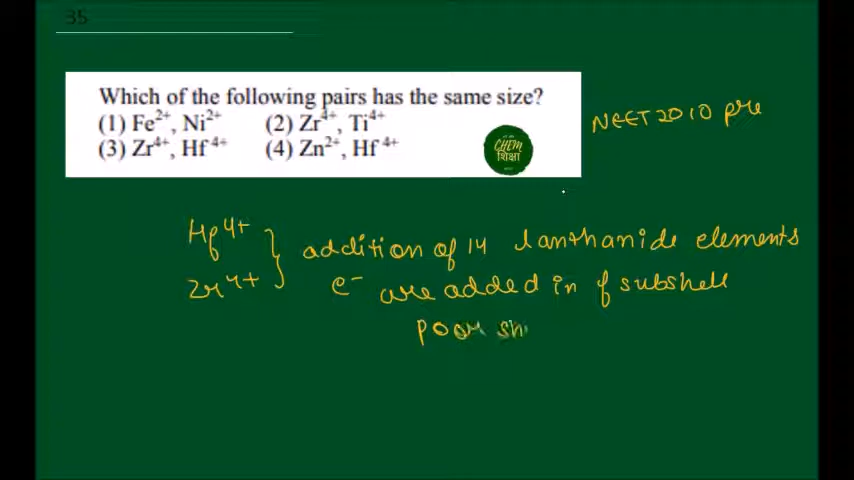 35
Which of the following pairs has the same size?
(1) Fe²⁺, Ni²⁺ (2) Zr⁴⁺, Ti⁴⁺
(3) Zr⁴⁺, Hf⁴⁺ (4) Zn²⁺, Hf⁴⁺
CHEM
शिक्षा
NEET 2010 pre
Hf⁴⁺
Zr⁴⁺
addition of 14 lanthanide elements
e⁻ are added in f subshell
poor sh